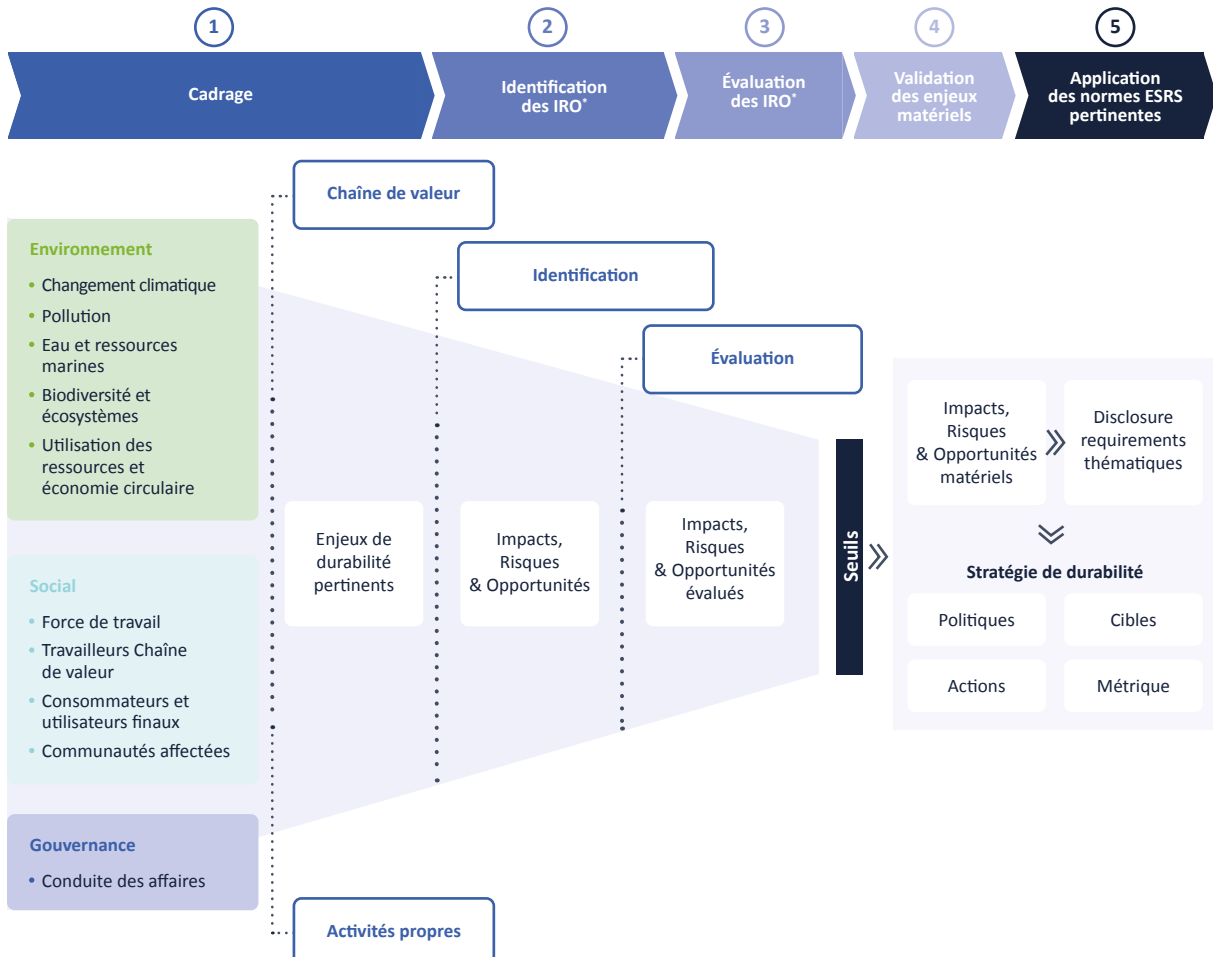 1
2
3
4
5
Cadrage
Identification
des IRO*
Évaluation
des IRO*
Validation
des enjeux
matériels
Application
des normes ESRS
pertinentes
Chaîne de valeur
Identification
Évaluation
Environnement
• Changement climatique
• Pollution
• Eau et ressources
marines
• Biodiversité et
écosystèmes
• Utilisation des
ressources et
économie circulaire
Social
• Force de travail
• Travailleurs Chaîne
de valeur
• Consommateurs et
utilisateurs finaux
• Communautés affectées
Gouvernance
• Conduite des affaires
Enjeux de
durabilité
pertinents
Impacts,
Risques
& Opportunités
Impacts,
Risques
& Opportunités
évalués
Seuils
Impacts,
Risques
& Opportunités
matériels
Disclosure
requirements
thématiques
Stratégie de durabilité
Politiques
Cibles
Actions
Métrique
Activités propres